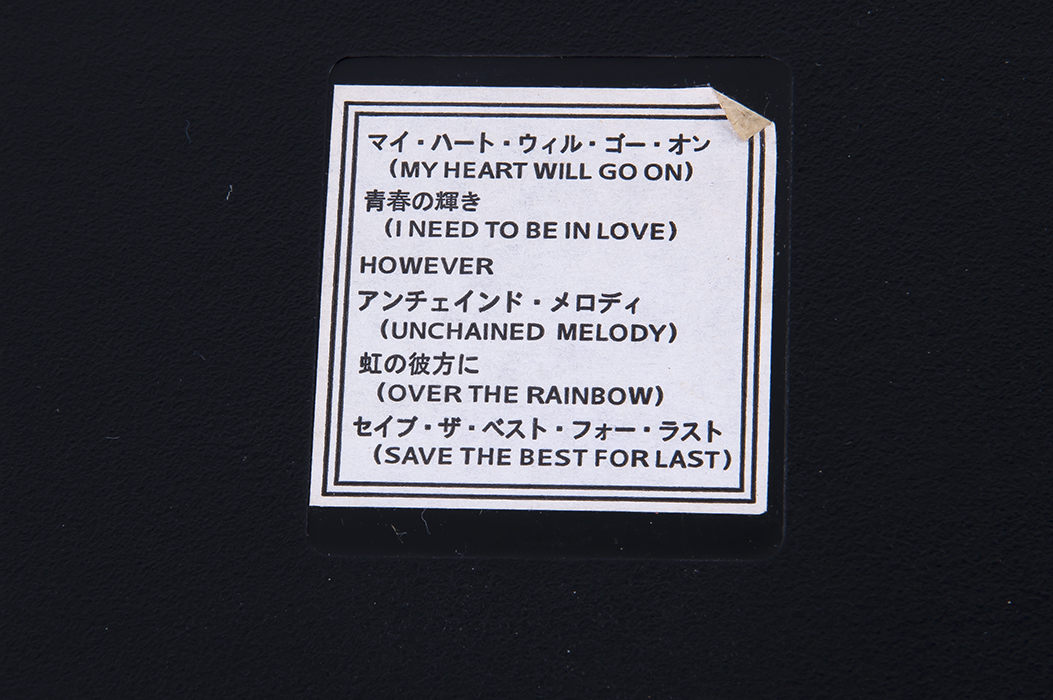 マイ・ハート・ウィル・ゴー・オン
(MY HEART WILL GO ON)
青春の輝き
(I NEED TO BE IN LOVE)
HOWEVER
アンチェインド・メロディ
(UNCHAINED MELODY)
虹の彼方に
(OVER THE RAINBOW)
セイブ・ザ・ベスト・フォー・ラスト
(SAVE THE BEST FOR LAST)